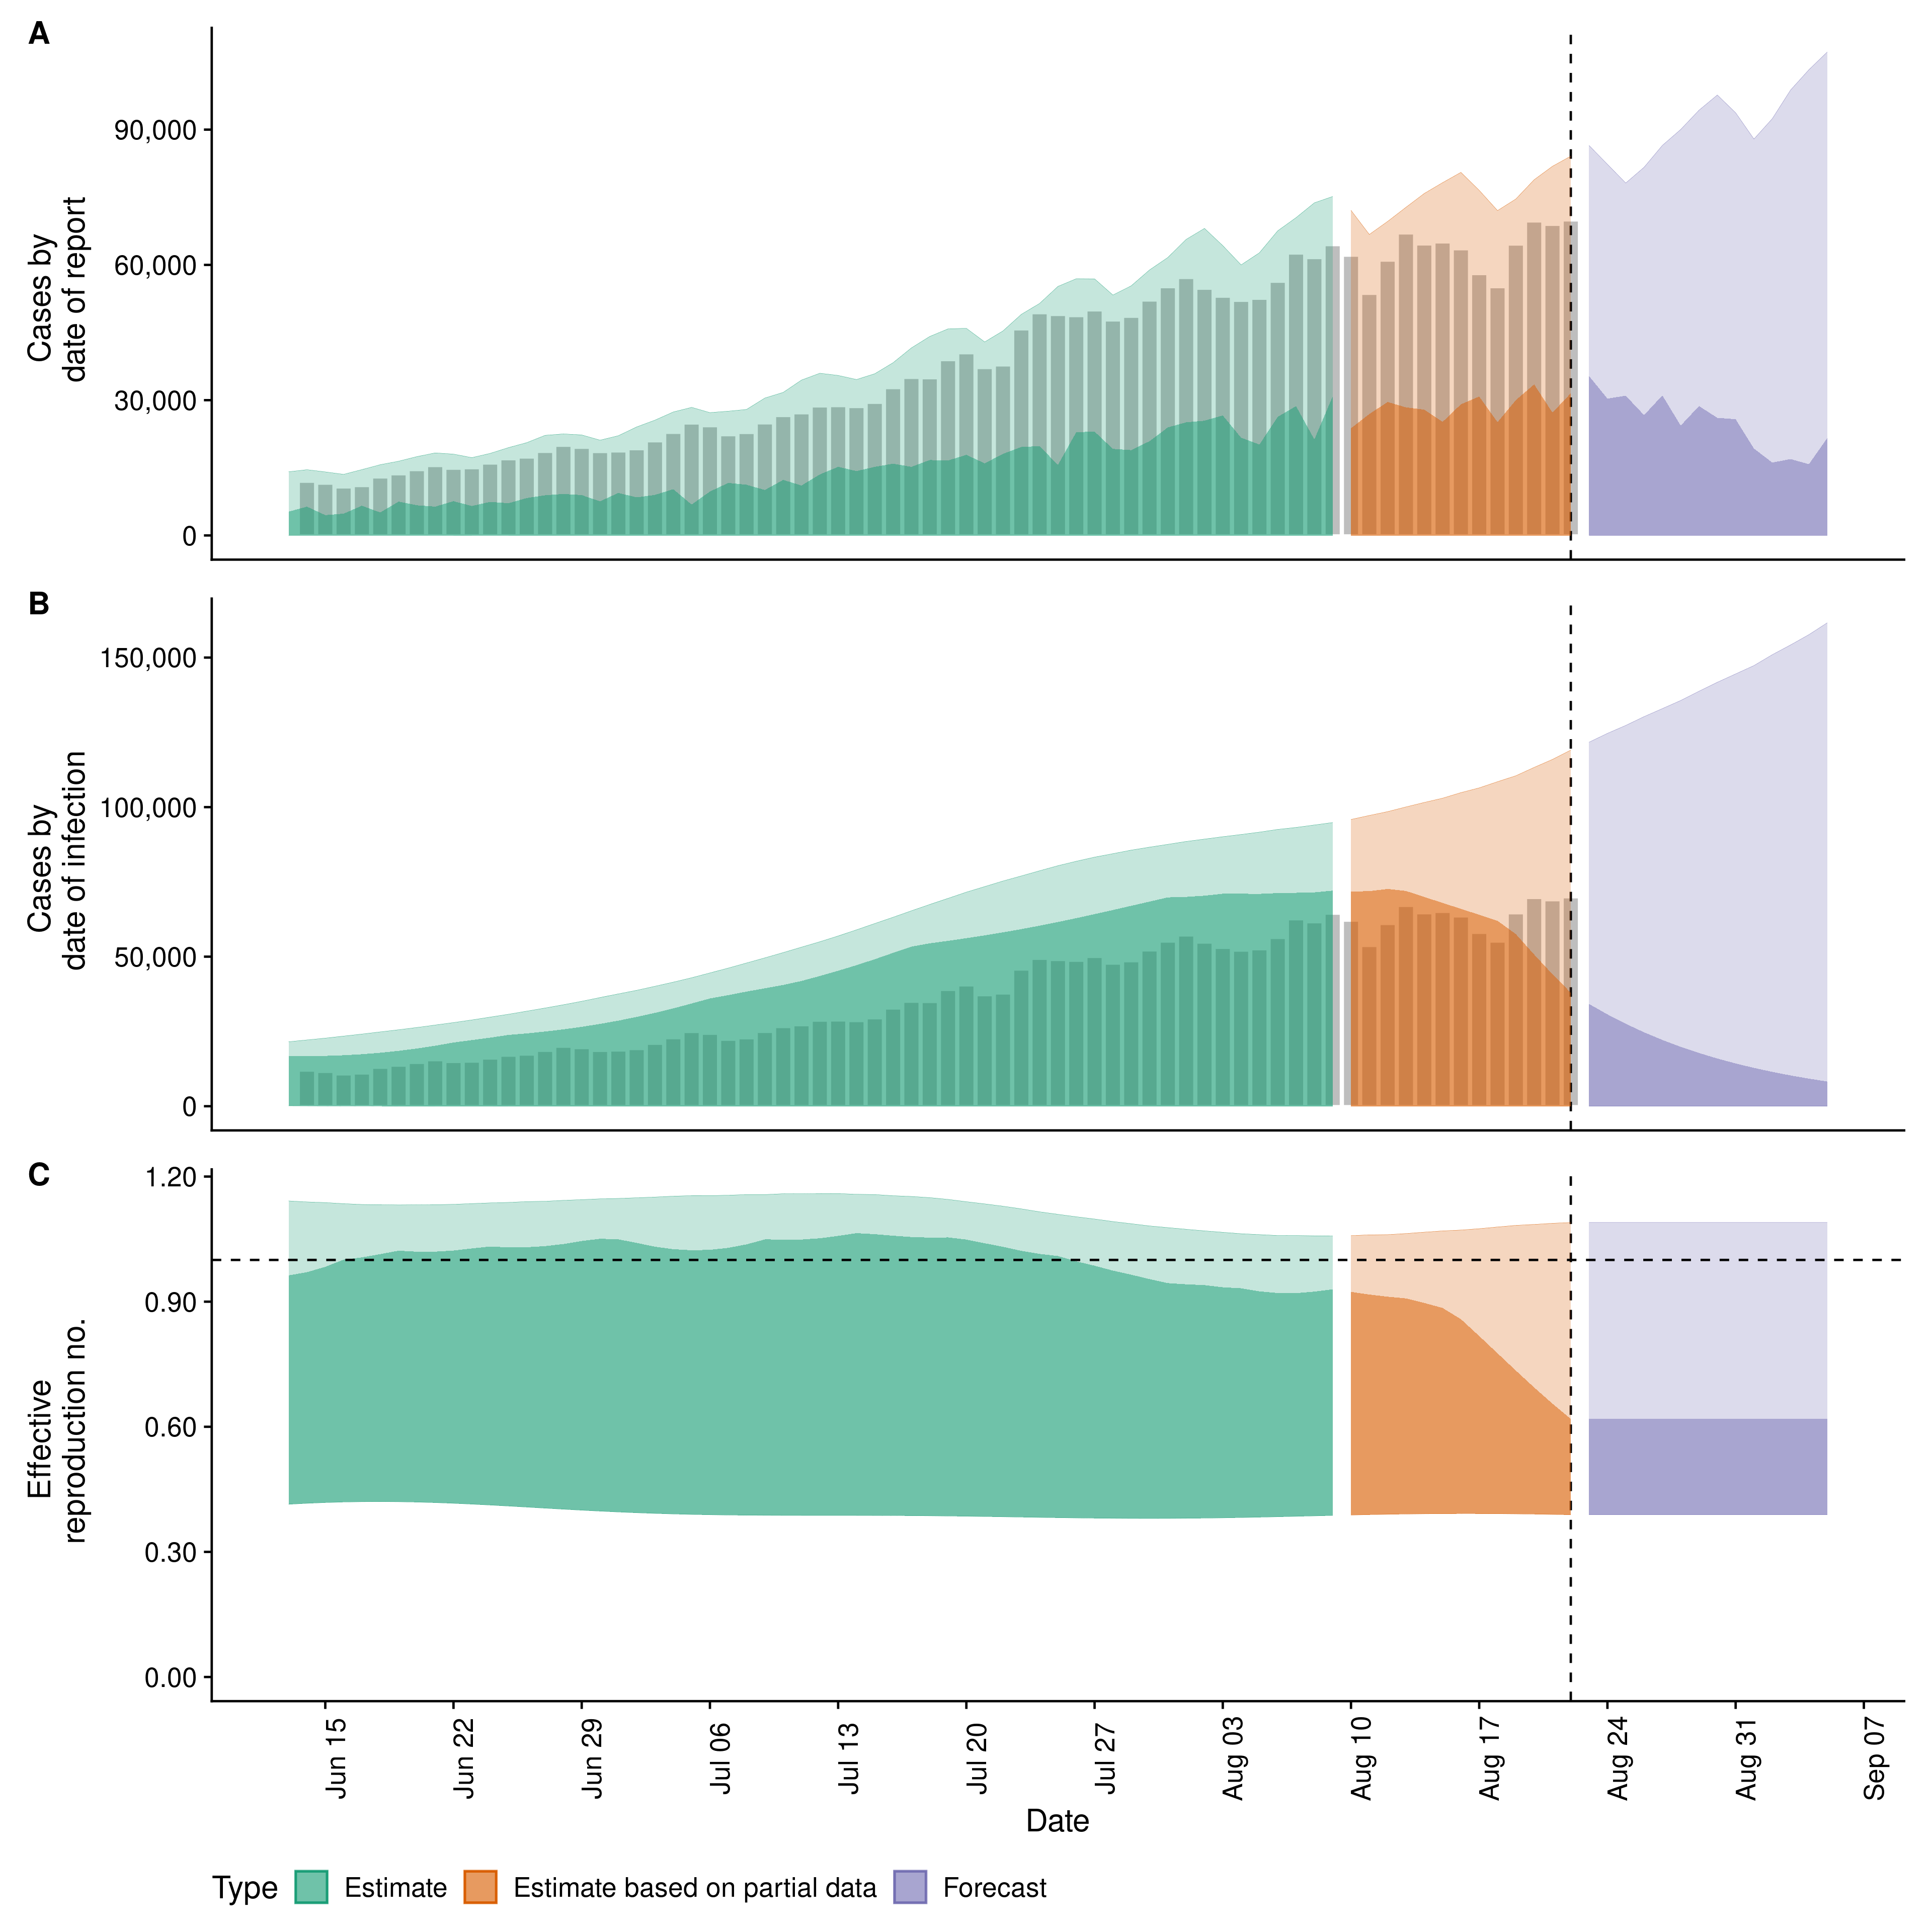 A
Cases by
date of report
90,000
60,000
30,000
0
B
Cases by
date of infection
150,000
100,000
50,000
0
C
Effective
reproduction no.
1.20
0.90
0.60
0.30
0.00
Jun 15
Jun 22
Jun 29
Jul 06
Jul 13
Jul 20
Jul 27
Aug 03
Aug 10
Aug 17
Aug 24
Aug 31
Sep 07
Date
Type Estimate Estimate based on partial data Forecast